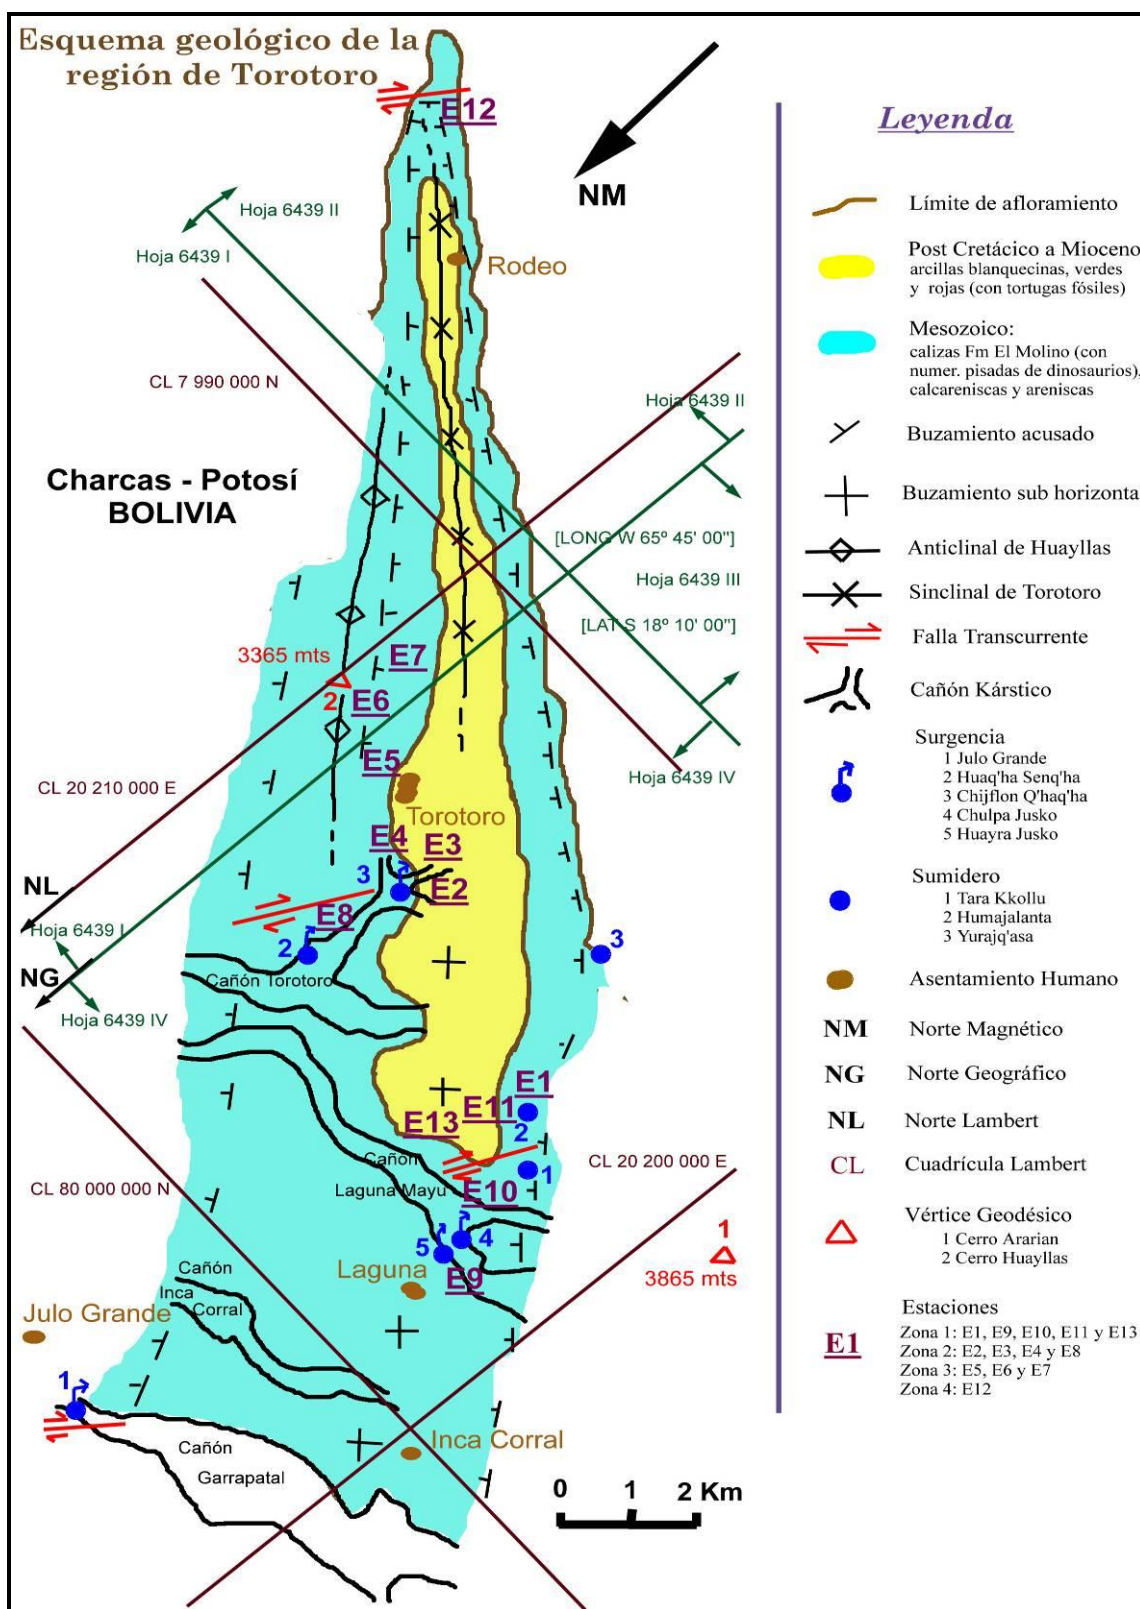 Esquema geológico de la
región de Torotoro
E12
NM
Hoja 6439 II
Hoja 6439 I
Rodeo
CL 7 990 000 N
Hoja 6439 II
Charcas - Potosí
BOLIVIA
[LONG W 65º 45' 00"]
Hoja 6439 III
[LAT S 18º 10' 00"]
3365 mts
E7
2
E6
E5
Hoja 6439 IV
CL 20 210 000 E
Torotoro
E4
E3
3
E2
NL
E8
Hoja 6439 I
2
3
NG
Cañón Torotoro
Hoja 6439 IV
E1
E11
2
E13
Cañón
CL 20 200 000 E
1
CL 80 000 000 N
Laguna Mayú
E10
1
4
5
3865 mts
Laguna
E9
Cañón
Inca
Corral
Julo Grande
1
Inca Corral
Cañón
Garrapatal
0 1 2 Km
Leyenda
Límite de afloramiento
Post Cretácico a Mioceno
arcillas blanquecinas, verdes
y rojas (con tortugas fósiles)
Mesozoico:
calizas Fm El Molino (con
numer. pisadas de dinosaurios),
calcareniscas y areniscas
Buzamiento acusado
Buzamiento sub horizonta
Anticlinal de Huayllas
Sinclinal de Torotoro
Falla Transcurrente
Cañón Kárstico
Surgencia
1 Julo Grande
2 Huaq'ha Senq'ha
3 Chijflon Q'haq'ha
4 Chulpa Jusko
5 Huayra Jusko
Sumidero
1 Tara Kkollu
2 Humajalanta
3 Yurajq'asa
Asentamiento Humano
NM Norte Magnético
NG Norte Geográfico
NL Norte Lambert
CL Cuadrícula Lambert
Vértice Geodésico
1 Cerro Ararian
2 Cerro Huayllas
Estaciones
E1
Zona 1: E1, E9, E10, E11 y E13
Zona 2: E2, E3, E4 y E8
Zona 3: E5, E6 y E7
Zona 4: E12